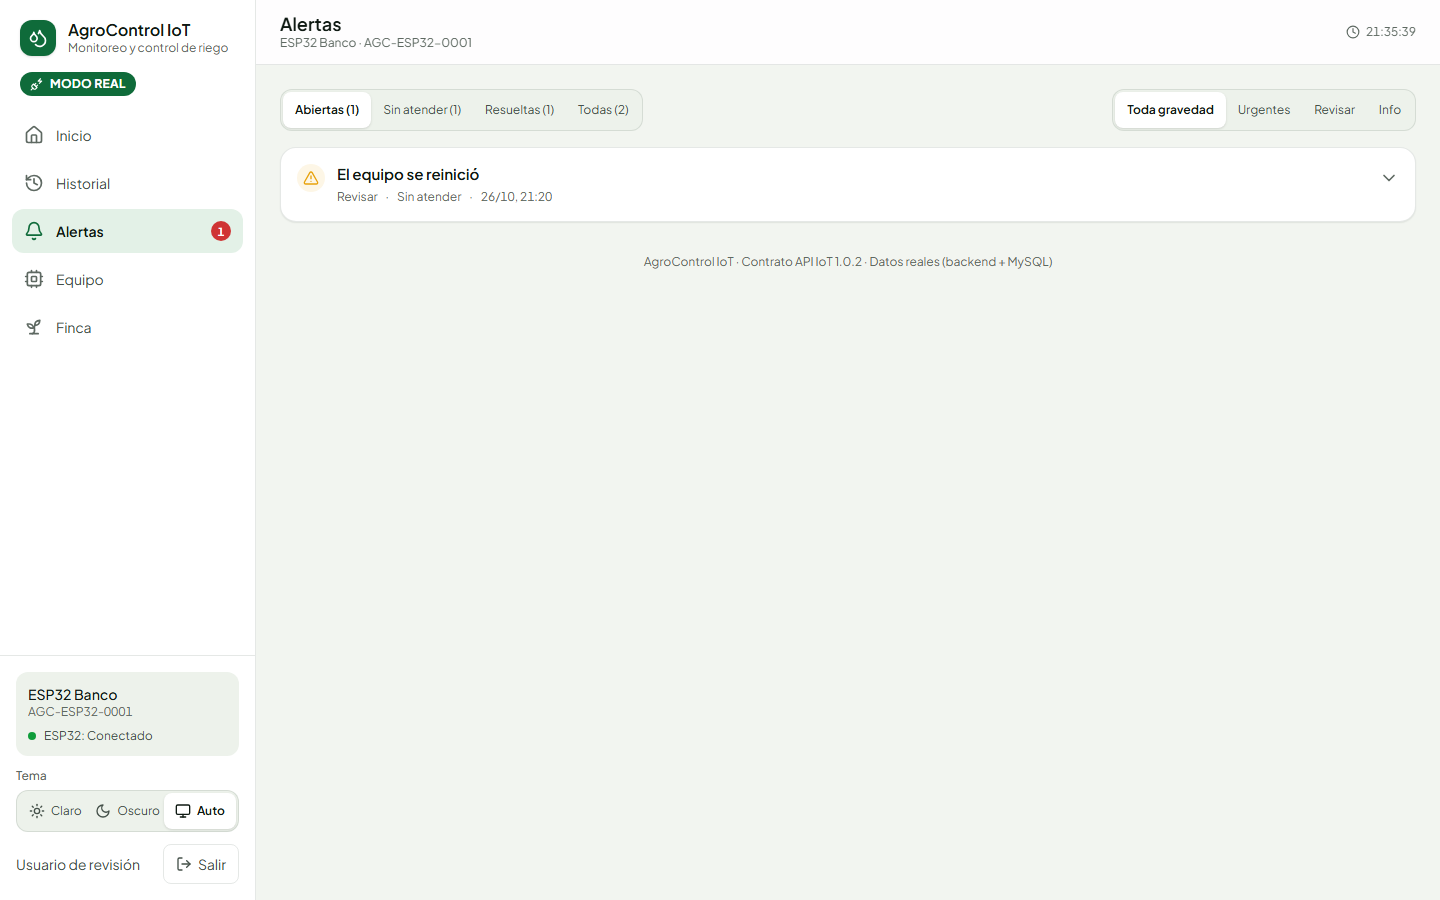 AgroControl IoT
Monitoreo y control de riego
MODO REAL
Inicio
Historial
Alertas 1
Equipo
Finca
ESP32 Banco
AGC-ESP32-0001
ESP32: Conectado
Tema
Claro Oscuro Auto
Usuario de revisión Salir
Alertas
ESP32 Banco · AGC-ESP32-0001
21:35:39
Abiertas (1) Sin atender (1) Resueltas (1) Todas (2)
Toda gravedad Urgentes Revisar Info
El equipo se reinició
Revisar · Sin atender · 26/10, 21:20
AgroControl IoT · Contrato API IoT 1.0.2 · Datos reales (backend + MySQL)